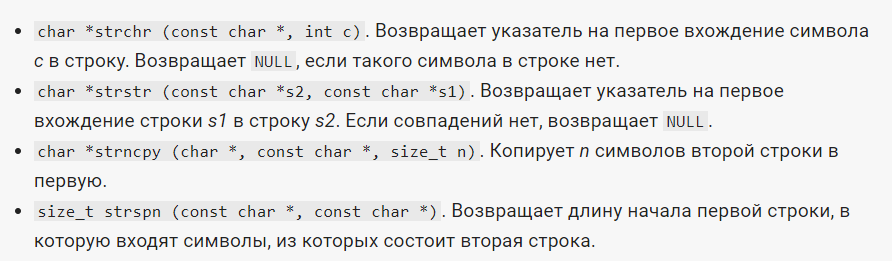 • char *strchr (const char *, int c). Возвращает указатель на первое вхождение символа
c в строку. Возвращает NULL, если такого символа в строке нет.
• char *strstr (const char *s2, const char *s1). Возвращает указатель на первое
вхождение строки s1 в строку s2. Если совпадений нет, возвращает NULL.
• char *strncpy (char *, const char *, size_t n). Копирует n символов второй строки в
первую.
• size_t strspn (const char *, const char *). Возвращает длину начала первой строки, в
которую входят символы, из которых состоит вторая строка.